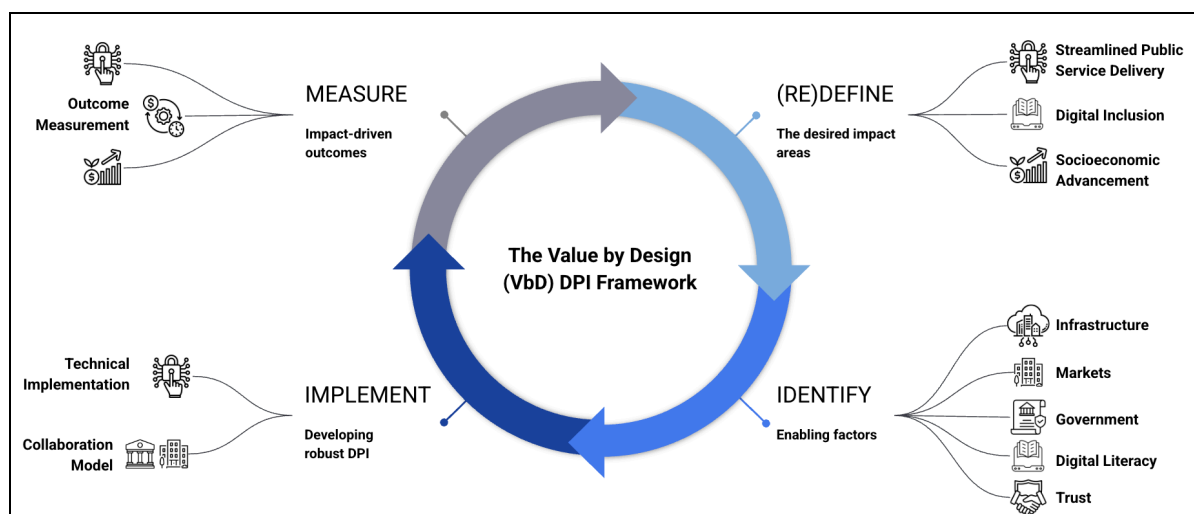 MEASURE
Impact-driven
outcomes
Outcome
Measurement
(RE)DEFINE
The desired impact
areas
Streamlined Public
Service Delivery
Digital Inclusion
Socioeconomic
Advancement
The Value by Design
(VbD) DPI Framework
IDENTIFY
Enabling factors
Infrastructure
Markets
Government
Digital Literacy
Trust
IMPLEMENT
Developing
robust DPI
Technical
Implementation
Collaboration
Model